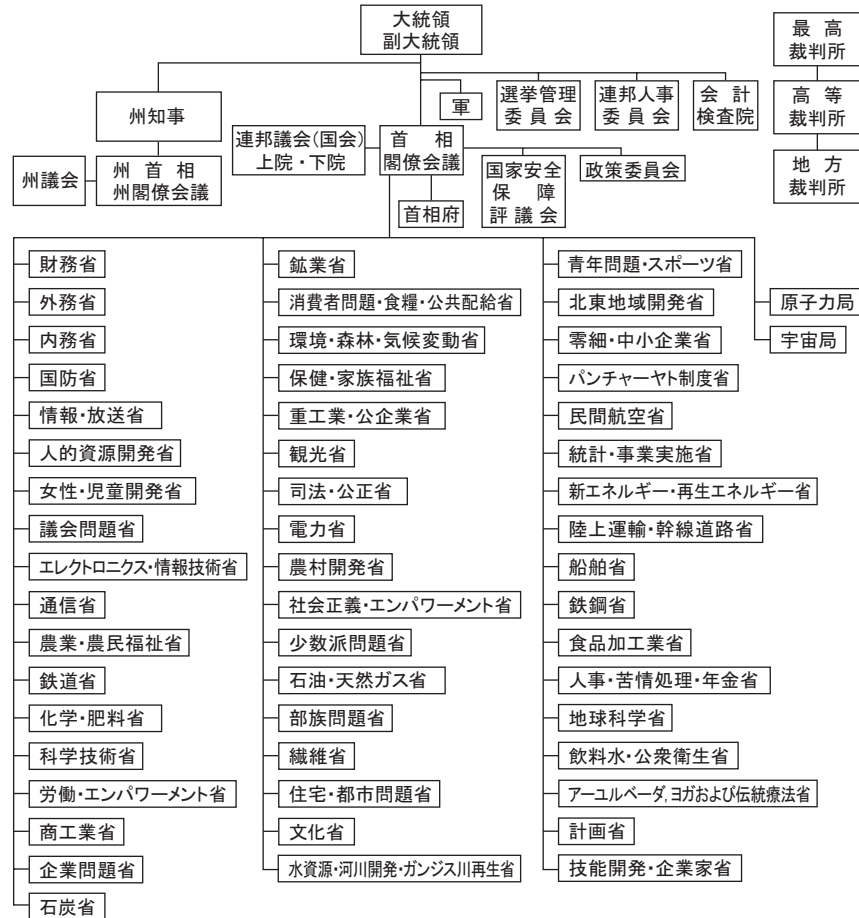 大統領
副大統領
最高
裁判所
軍
選挙管理
委員会
連邦人事
委員会
会計
検査院
高等
裁判所
州知事
連邦議会(国会)
上院・下院
首相
閣僚会議
州議会
州首相
州閣僚会議
国家安全
保障
評議会
政策委員会
地方
裁判所
首相府
財務省
外務省
内務省
国防省
情報・放送省
人的資源開発省
女性・児童開発省
議会問題省
エレクトロニクス・情報技術省
通信省
農業・農民福祉省
鉄道省
化学・肥料省
科学技術省
労働・エンパワーメント省
商工業省
企業問題省
石炭省
鉱業省
消費者問題・食糧・公共配給省
環境・森林・気候変動省
保健・家族福祉省
重工業・公企業省
観光省
司法・公正省
電力省
農村開発省
社会正義・エンパワーメント省
少数派問題省
石油・天然ガス省
部族問題省
繊維省
住宅・都市問題省
文化省
水資源・河川開発・ガンジス川再生省
青年問題・スポーツ省
北東地域開発省
零細・中小企業省
パンチャーヤト制度省
民間航空省
統計・事業実施省
新エネルギー・再生エネルギー省
陸上運輸・幹線道路省
船舶省
鉄鋼省
食品加工業省
人事・苦情処理・年金省
地球科学省
飲料水・公衆衛生省
アーユルベーダ,ヨガおよび伝統療法省
計画省
技能開発・企業家省
原子力局
宇宙局